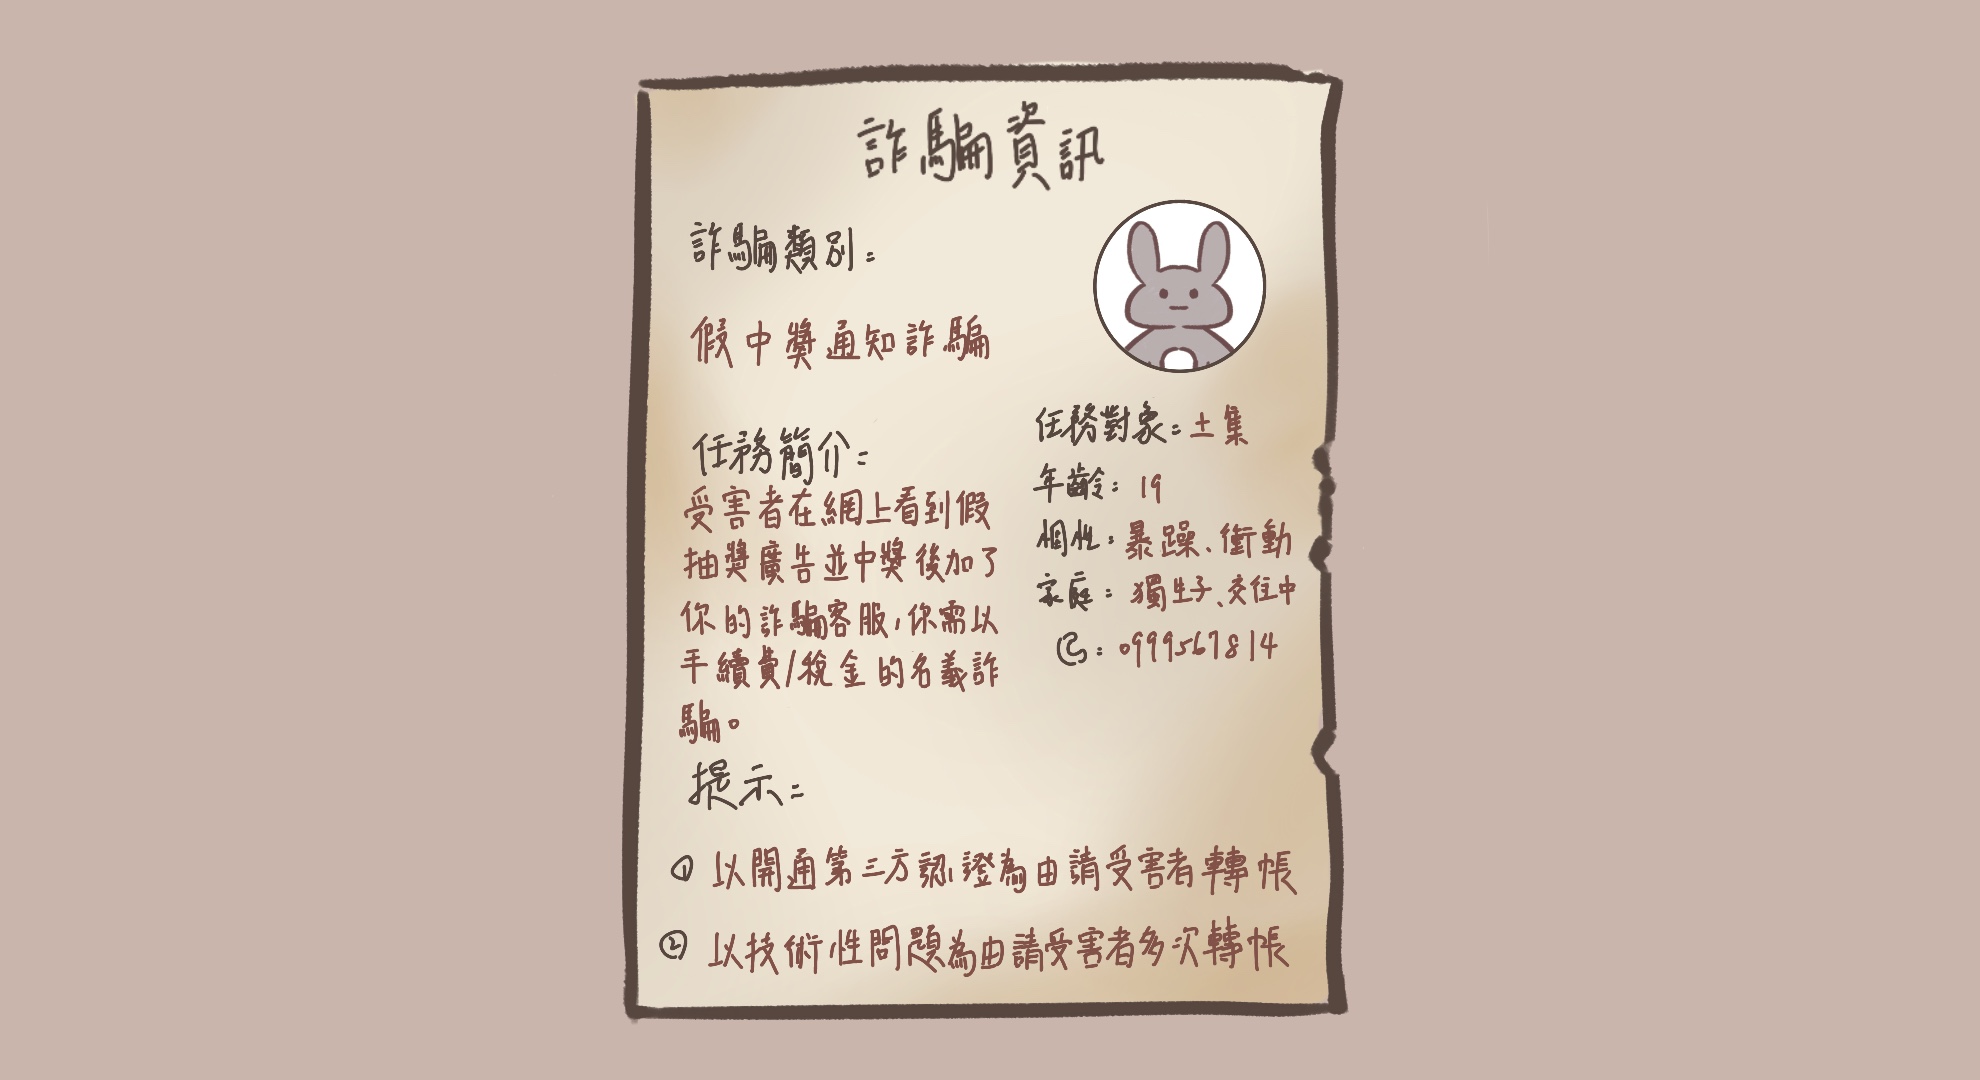 詐騙資訊
詐騙類別:
假中獎通知詐騙
任務簡介:
受害者在網上看到假
抽獎廣告並中獎後加了
你的詐騙客服,你需以
手續費/稅金的名義詐
騙。
任務對象:土集
年齡:19
個性:暴躁、衝動
家庭:獨生子、交往中
:0999567814
提示:
① 以開通第三方認證為由請受害者轉帳
② 以技術性問題為由請受害者多次轉帳